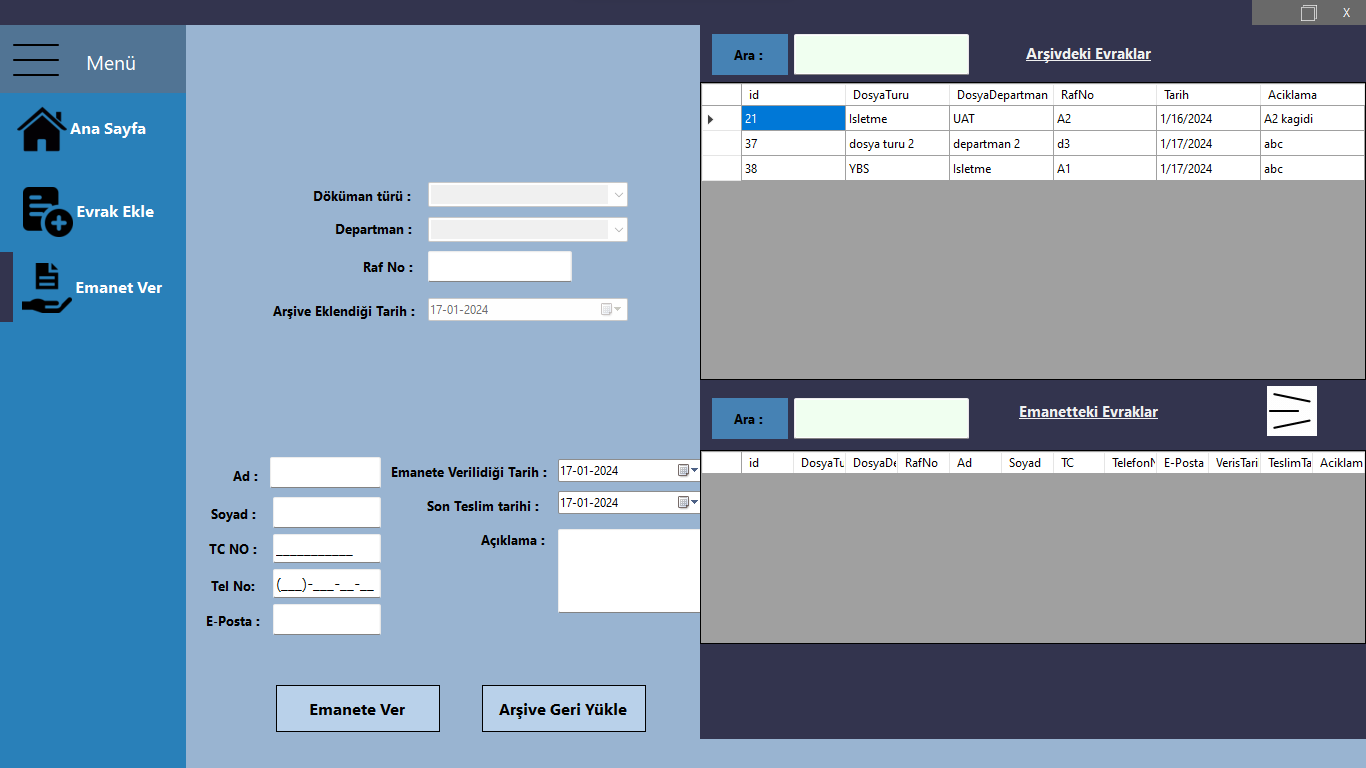 X
Menü
Ana Sayfa
Evrak Ekle
Emanet Ver
Döküman türü :
Departman :
Raf No :
Arşive Eklendiği Tarih : 17-01-2024
Ad :
Soyad :
TC NO : ___________
Tel No: (___)-___-__-__
E-Posta :
Emanete Verilidiği Tarih : 17-01-2024
Son Teslim tarihi : 17-01-2024
Açıklama :
Emanete Ver
Arşive Geri Yükle
Ara :
Arşivdeki Evraklar
id DosyaTuru DosyaDepartman RafNo Tarih Aciklama
21 Isletme UAT A2 1/16/2024 A2 kagidi
37 dosya turu 2 departman 2 d3 1/17/2024 abc
38 YBS Isletme A1 1/17/2024 abc
Ara :
Emanetteki Evraklar
id DosyaTu DosyaDe RafNo Ad Soyad TC TelefonN E-Posta VerisTari TeslimTa Aciklam